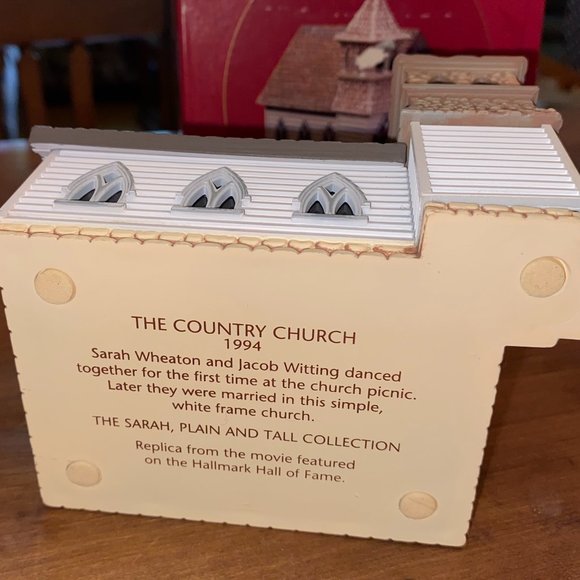 THE COUNTRY CHURCH
1994
Sarah Wheaton and Jacob Witting danced
together for the first time at the church picnic.
Later they were married in this simple,
white frame church.
THE SARAH, PLAIN AND TALL COLLECTION
Replica from the movie featured
on the Hallmark Hall of Fame.